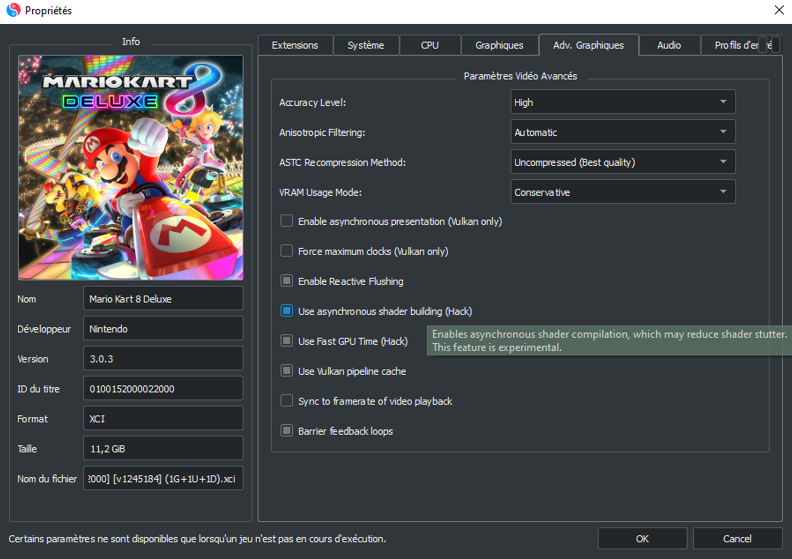 Propriétés
Info
MARIOKART 8
DELUXE
Nom
Mario Kart 8 Deluxe
Développeur
Nintendo
Version
3.0.3
ID du titre
0100152000022000
Format
XCI
Taille
11,2 GiB
Nom du fichier
!000] [v1245184] (1G+1U+1D).xci
Extensions
Système
CPU
Graphiques
Adv. Graphiques
Audio
Paramètres Vidéo Avancés
Accuracy Level:
High
Anisotropic Filtering:
Automatic
ASTC Recompression Method:
Uncompressed (Best quality)
VRAM Usage Mode:
Conservative
Enable asynchronous presentation (Vulkan only)
Force maximum clocks (Vulkan only)
Enable Reactive Flushing
Use asynchronous shader building (Hack)
Use Fast GPU Time (Hack)
Enables asynchronous shader compilation, which may reduce shader stutter.
This feature is experimental.
Use Vulkan pipeline cache
Sync to framerate of video playback
Barrier feedback loops
Certains paramètres ne sont disponibles que lorsqu'un jeu n'est pas en cours d'exécution.
OK
Cancel